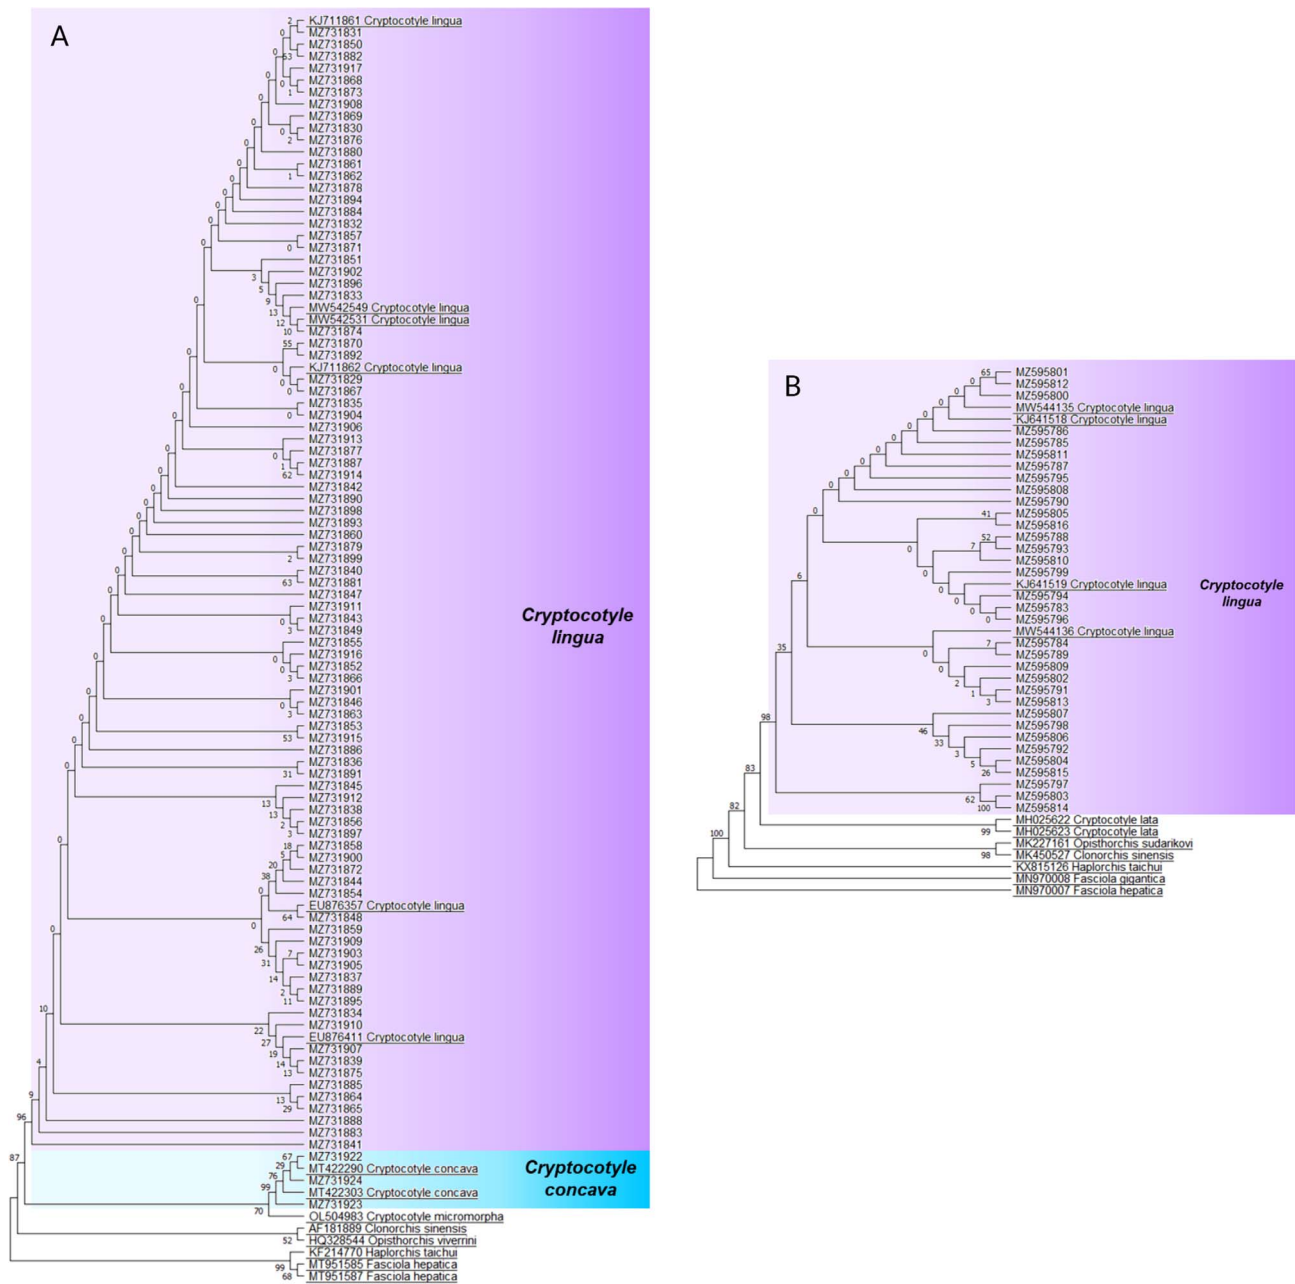 A
KJ711861 Cryptocotyle lingua
MZ731831
MZ731850
MZ731882
MZ731917
MZ731868
MZ731873
MZ731908
MZ731869
MZ731830
MZ731876
MZ731880
MZ731861
MZ731862
MZ731878
MZ731894
MZ731884
MZ731832
MZ731857
MZ731871
MZ731851
MZ731902
MZ731896
MZ731833
MW542549 Cryptocotyle lingua
MW542531 Cryptocotyle lingua
MZ731874
MZ731870
MZ731892
KJ711862 Cryptocotyle lingua
MZ731829
MZ731867
MZ731835
MZ731904
MZ731906
MZ731913
MZ731877
MZ731887
MZ731914
MZ731842
MZ731890
MZ731898
MZ731893
MZ731860
MZ731879
MZ731899
MZ731840
MZ731881
MZ731847
MZ731911
MZ731843
MZ731849
MZ731855
MZ731916
MZ731852
MZ731866
MZ731901
MZ731846
MZ731863
MZ731853
MZ731915
MZ731886
MZ731836
MZ731891
MZ731845
MZ731912
MZ731838
MZ731856
MZ731897
MZ731858
MZ731900
MZ731872
MZ731844
MZ731854
EU876357 Cryptocotyle lingua
MZ731848
MZ731859
MZ731909
MZ731903
MZ731905
MZ731837
MZ731889
MZ731895
MZ731834
MZ731910
EU876411 Cryptocotyle lingua
MZ731907
MZ731839
MZ731875
MZ731885
MZ731864
MZ731865
MZ731888
MZ731883
MZ731841
MZ731922
MT422290 Cryptocotyle concava
MZ731924
MT422303 Cryptocotyle concava
MZ731923
OL504983 Cryptocotyle micromorpha
AF181889 Clonorchis sinensis
HQ328544 Opisthorchis viverrini
KF214770 Haplorchis taichui
MT951585 Fasciola hepatica
MT951587 Fasciola hepatica
Cryptocotyle
lingua
Cryptocotyle
concava
B
MZ595801
MZ595812
MZ595800
MW544135 Cryptocotyle lingua
KJ641518 Cryptocotyle lingua
MZ595786
MZ595785
MZ595811
MZ595787
MZ595795
MZ595808
MZ595790
MZ595805
MZ595816
MZ595788
MZ595793
MZ595810
MZ595799
KJ641519 Cryptocotyle lingua
MZ595794
MZ595783
MZ595796
MW544136 Cryptocotyle lingua
MZ595784
MZ595789
MZ595809
MZ595802
MZ595791
MZ595813
MZ595807
MZ595798
MZ595806
MZ595792
MZ595804
MZ595815
MZ595797
MZ595803
MZ595814
MH025622 Cryptocotyle lata
MH025623 Cryptocotyle lata
MK227161 Opisthorchis sudarikovi
MK450527 Clonorchis sinensis
KX815126 Haplorchis taichui
MN970008 Fasciola gigantica
MN970007 Fasciola hepatica
Cryptocotyle
lingua